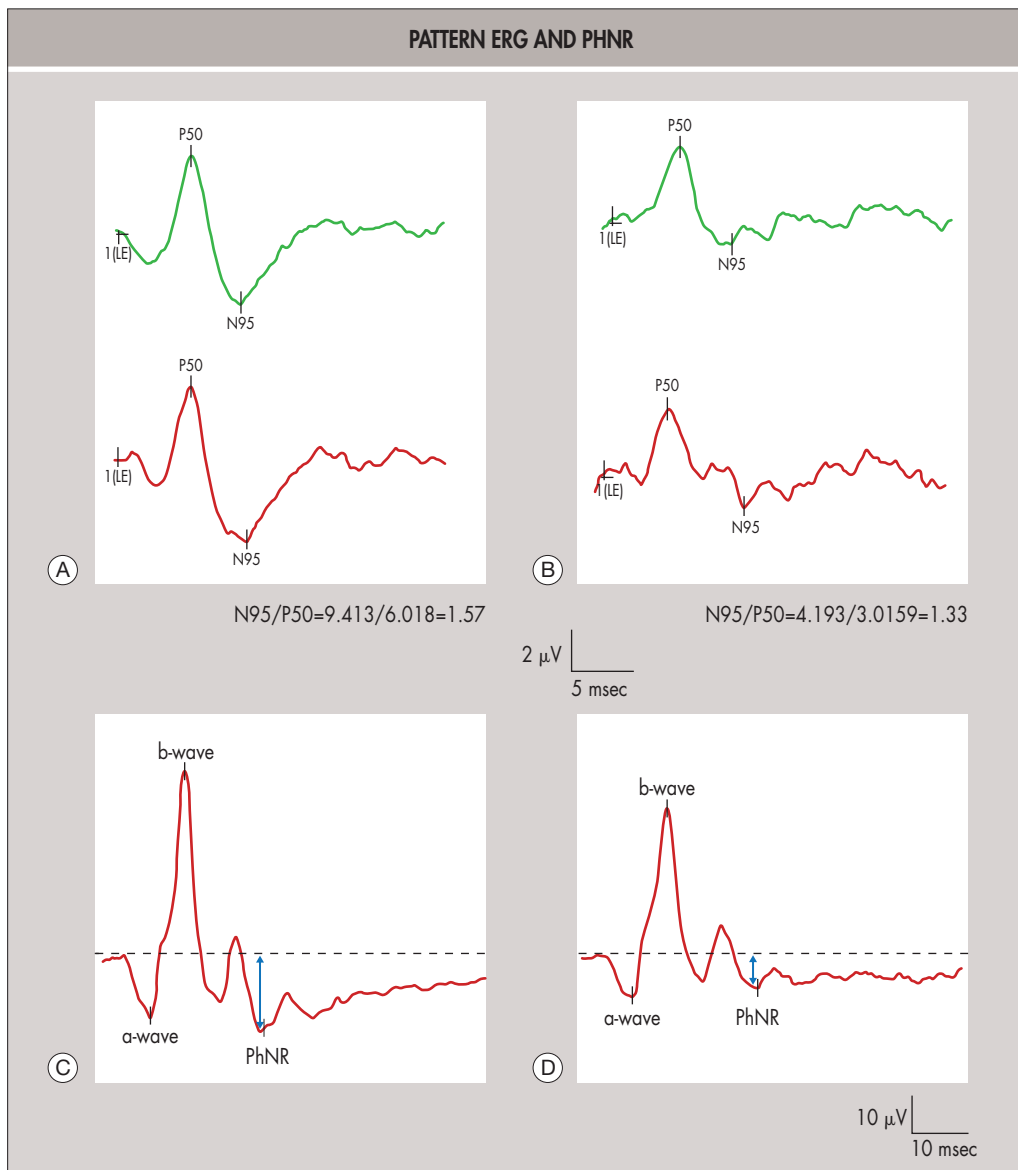 PATTERN ERG AND PHNR
P50
1(LE)
N95
P50
1(LE)
N95
A
N95/P50=9.413/6.018=1.57
P50
1(LE)
N95
P50
1(LE)
N95
B
N95/P50=4.193/3.0159=1.33
2 μV
5 msec
b-wave
a-wave
PhNR
C
b-wave
a-wave
PhNR
D
10 μV
10 msec